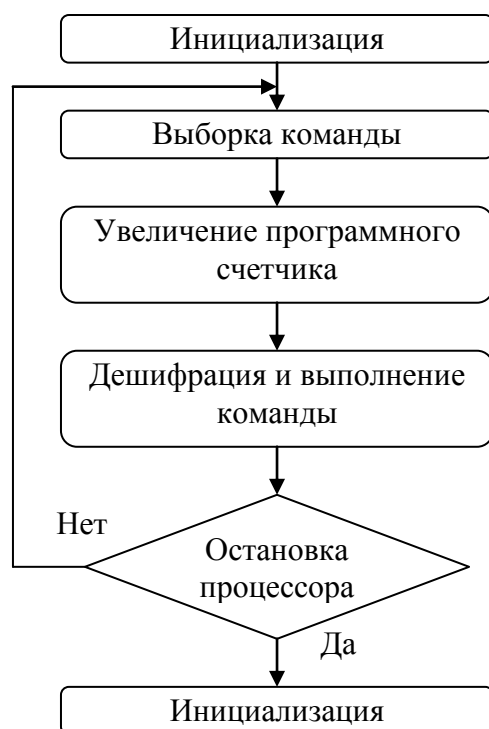 Инициализация
Выборка команды
Увеличение программного
счетчика
Дешифрация и выполнение
команды
Нет
Остановка
процессора
Да
Инициализация